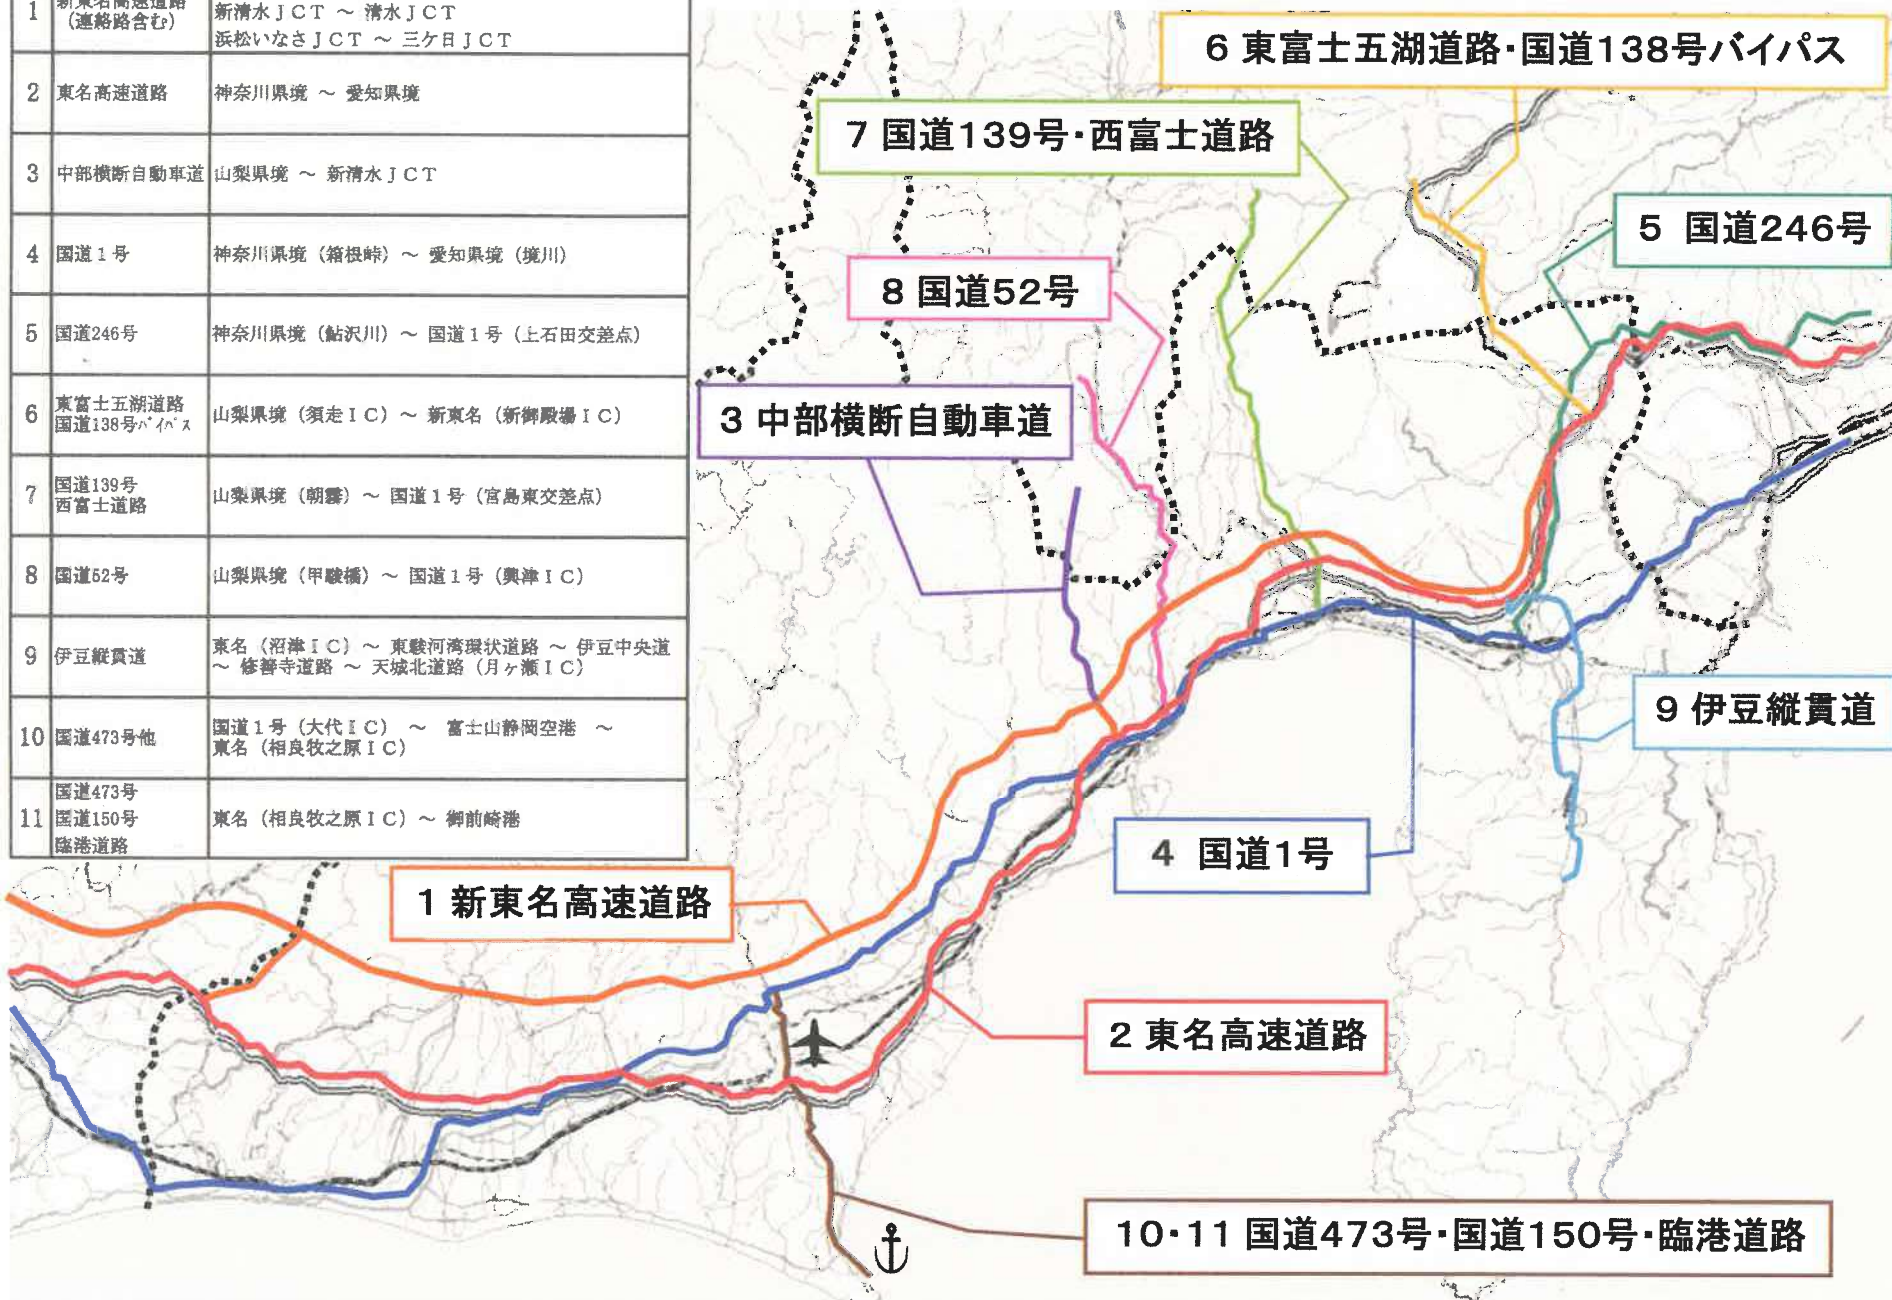 1 新東名高速道路
(連絡路含む)
新清水JCT ～ 清水JCT
浜松いなさJCT ～ 三ケ日JCT
2 東名高速道路 神奈川県境 ～ 愛知県境
3 中部横断自動車道 山梨県境 ～ 新清水JCT
4 国道1号 神奈川県境（箱根峠）～ 愛知県境（境川）
5 国道246号 神奈川県境（鮎沢川）～ 国道1号（上石田交差点）
6 東富士五湖道路
国道138号バイパス
山梨県境（須走IC）～ 新東名（新御殿場IC）
7 国道139号
西富士道路
山梨県境（朝霧）～ 国道1号（宮島東交差点）
8 国道52号 山梨県境（甲駿橋）～ 国道1号（興津IC）
9 伊豆縦貫道
東名（沼津IC）～ 東駿河湾環状道路 ～ 伊豆中央道
～ 修善寺道路 ～ 天城北道路（月ヶ瀬IC）
10 国道473号他
国道1号（大代IC） ～ 富士山静岡空港 ～
東名（相良牧之原IC）
11 国道473号
国道150号
臨港道路
東名（相良牧之原IC）～ 御前崎港
6 東富士五湖道路・国道138号バイパス
7 国道139号・西富士道路
5 国道246号
8 国道52号
3 中部横断自動車道
9 伊豆縦貫道
4 国道1号
1 新東名高速道路
2 東名高速道路
10・11 国道473号・国道150号・臨港道路